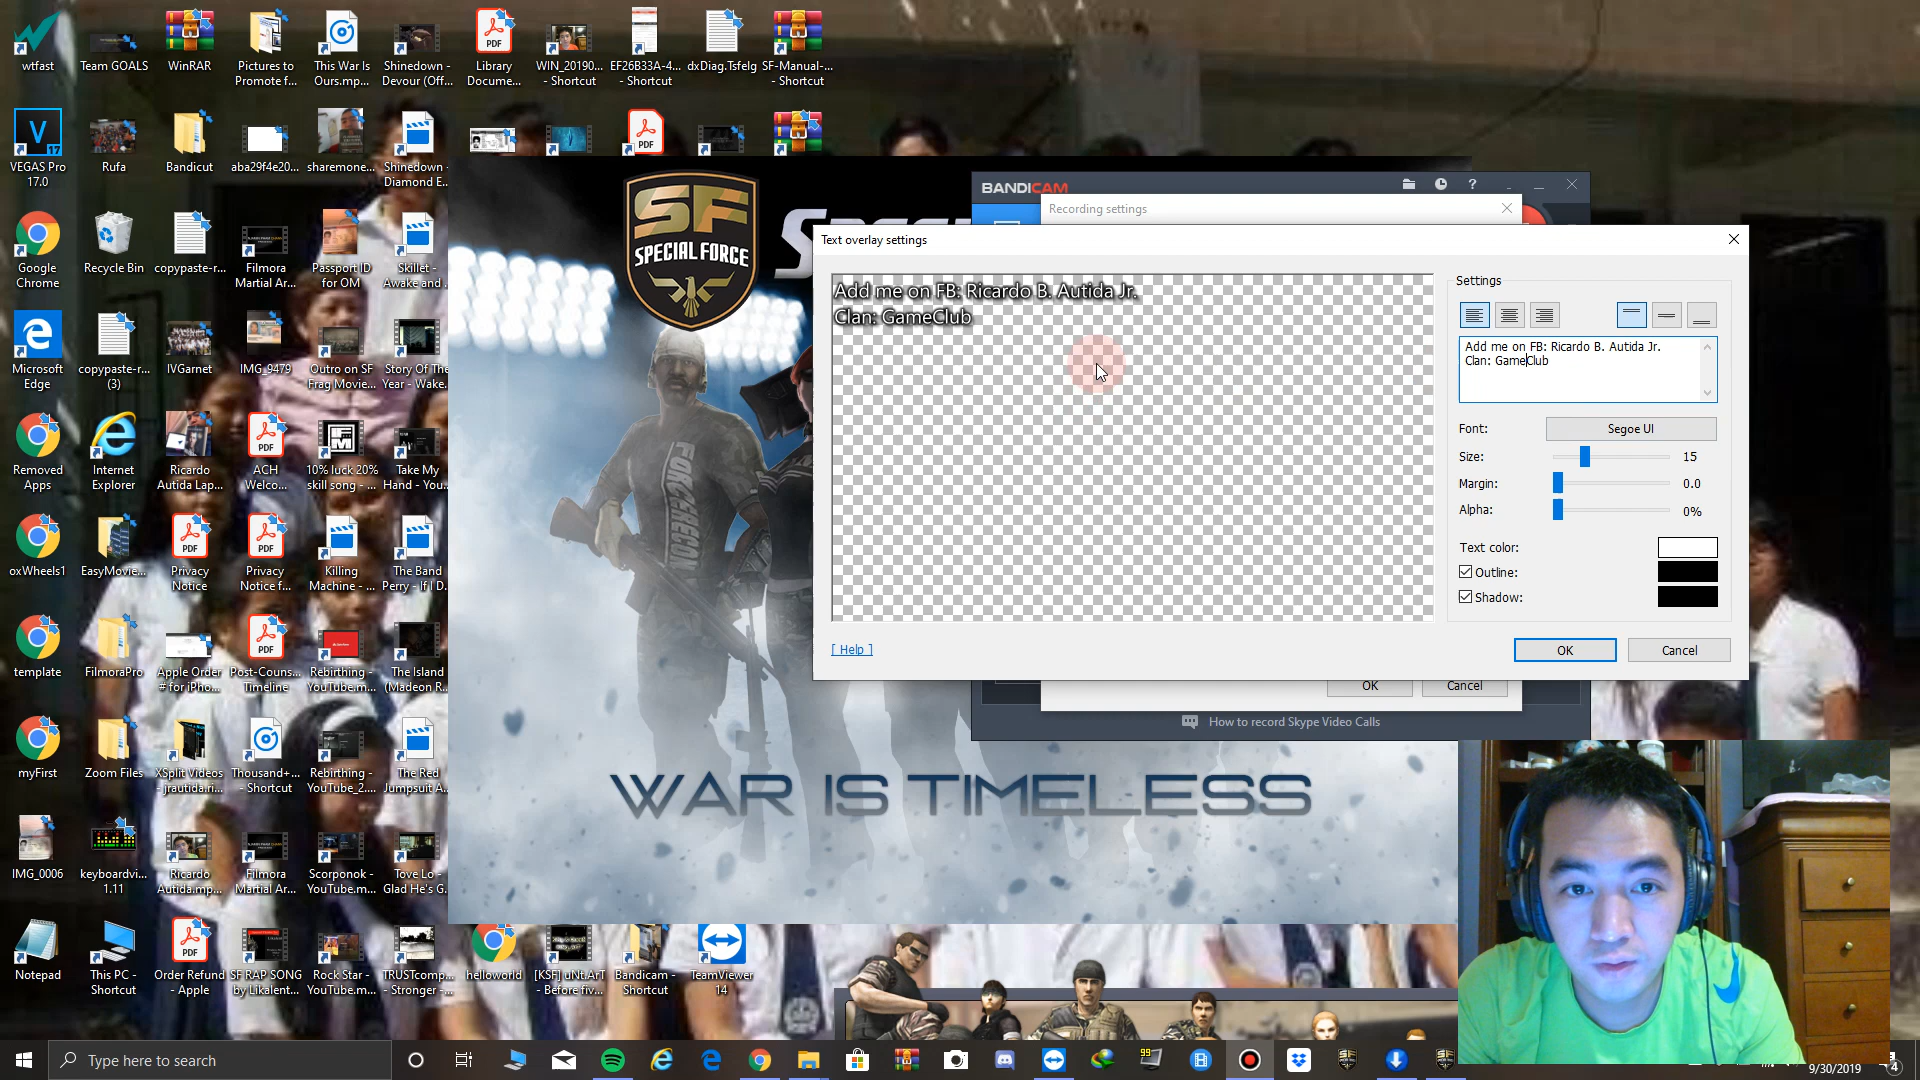 wtfast
Team GOALS
WinRAR
Pictures to
Promote f...
This War Is
Ours.mp...
Shinedown -
Devour (Off...
Library
Docume...
WIN_20190...
- Shortcut
EF26B33A-4...
- Shortcut
dxDiag.Tsfelg
SF-Manual-...
- Shortcut
VEGAS Pro
17.0
Rufa
Bandicut
aba29f4e20...
sharemone...
Shinedown -
Diamond E...
Google
Chrome
Recycle Bin
copypaste-r...
Filmora
Martial Ar...
Passport ID
for OM
Skillet -
Awake and ...
Microsoft
Edge
copypaste-r...
(3)
IVGarnet
IMG_9479
Outro on SF
Frag Movie...
Story Of The
Year - Wake...
Removed
Apps
Internet
Explorer
Ricardo
Autida Lap...
ACH
Welco...
10% luck 20%
skill song - ...
Take My
Hand - You...
oxWheels1
EasyMovie...
Privacy
Notice
Privacy
Notice f...
Killing
Machine - ...
The Band
Perry - If I D...
template
FilmoraPro
Apple Order
# for iPho...
Post-Couns...
Timeline
Rebirthing -
YouTube.m...
The Island
(Madeon R...
myFirst
Zoom Files
XSplit Videos
- jrautida.ri...
Thousand+...
- Shortcut
Rebirthing -
YouTube_2....
The Red
Jumpsuit A...
IMG_0006
keyboardvi...
1.11
Ricardo
Autida.mp...
Filmora
Martial Ar...
Scorponok -
YouTube.m...
Tove Lo -
Glad He's G...
Notepad
This PC -
Shortcut
Order Refund
- Apple
SF RAP SONG
by Likalent...
Rock Star -
YouTube.m...
TRUSTcomp...
- Stronger -...
helloworld
[KSF] uNt.ArT
- Before fiv...
Bandicam -
Shortcut
TeamViewer
14
SF
SPECIAL FORCE
FORCERECON
WAR IS TIMELESS
BANDICAM
Recording settings
Text overlay settings
Add me on FB: Ricardo B. Autida Jr.
Clan: GameClub
Settings
Add me on FB: Ricardo B. Autida Jr.
Clan: GameClub
Font:
Segoe UI
Size:
15
Margin:
0.0
Alpha:
0%
Text color:
Outline:
Shadow:
[ Help ]
OK
Cancel
OK
Cancel
How to record Skype Video Calls
Type here to search
9/30/2019
4